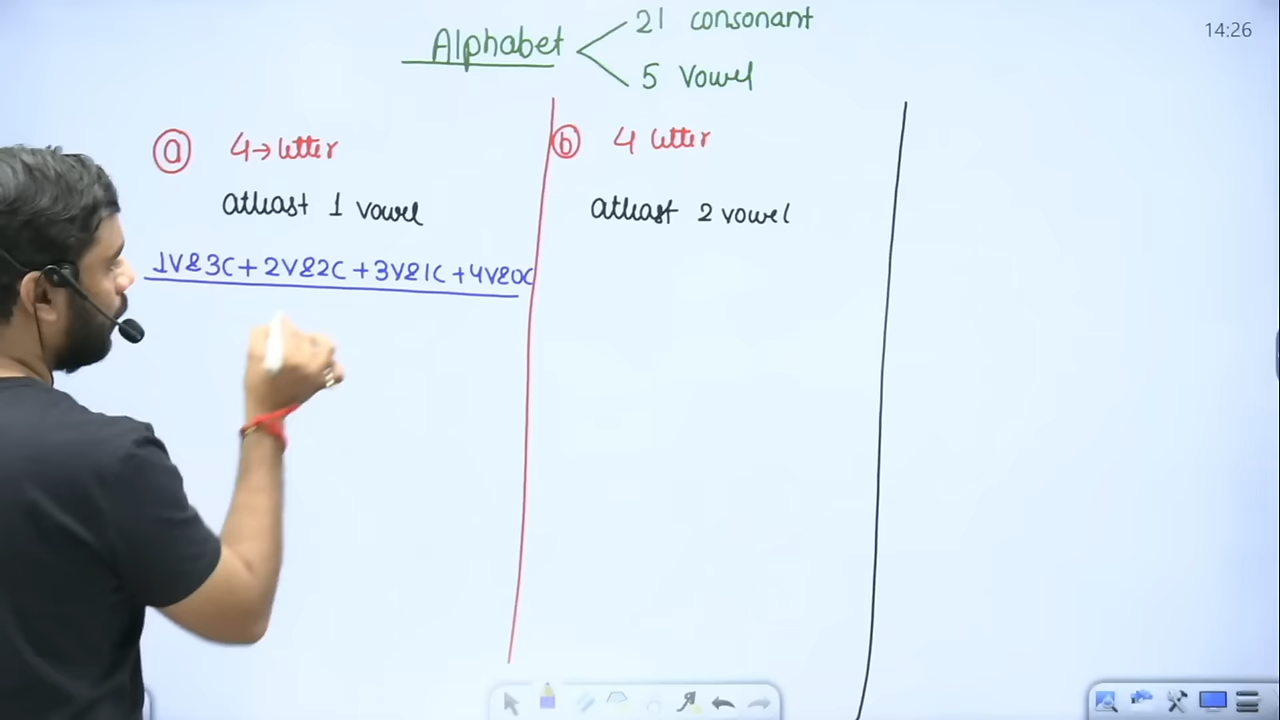 Alphabet
21 consonant
5 vowel
14:26
ⓐ 4→letter
atleast 1 vowel
1V&3C+2V&2C+3V&1C+4V&0C
ⓑ 4 letter
atleast 2 vowel